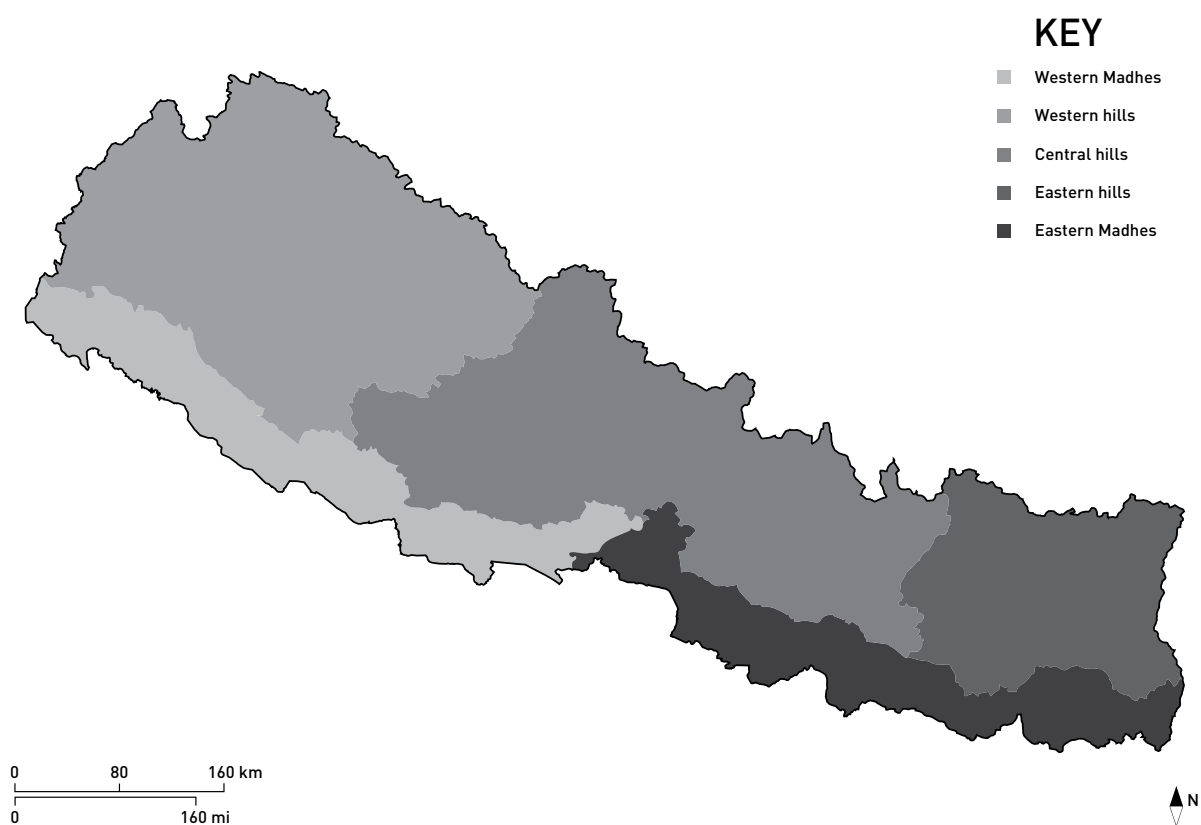 KEY
Western Madhes
Western hills
Central hills
Eastern hills
Eastern Madhes
0 80 160 km
0 160 mi
N